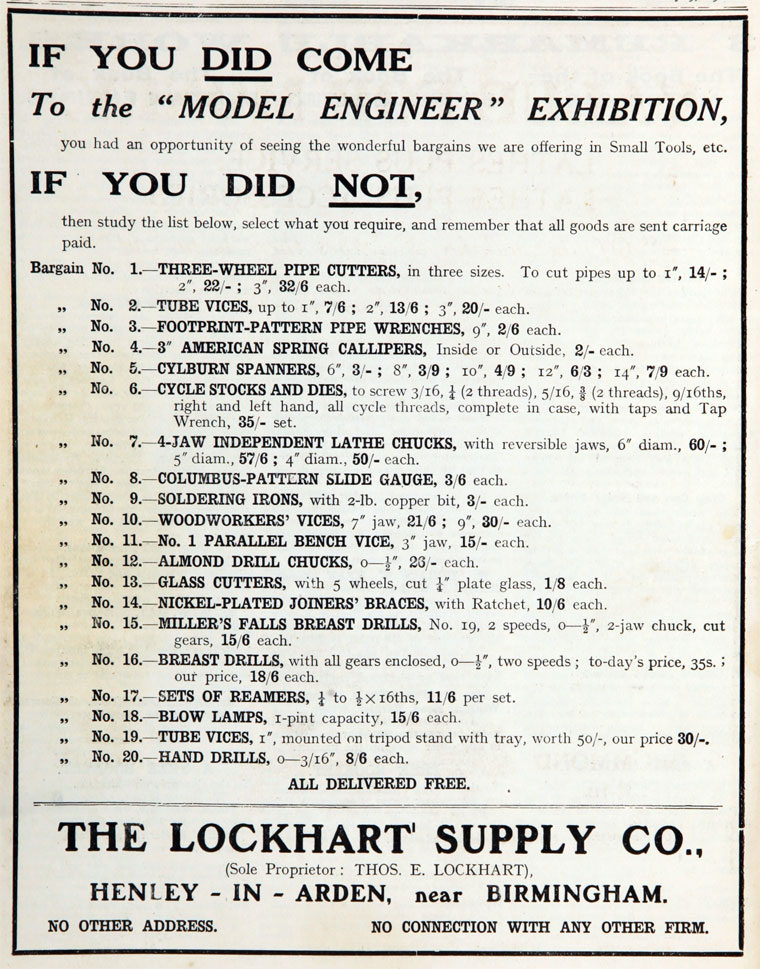 IF YOU DID COME
To the “MODEL ENGINEER” EXHIBITION,
you had an opportunity of seeing the wonderful bargains we are offering in Small Tools, etc.
IF YOU DID NOT,
then study the list below, select what you require, and remember that all goods are sent carriage
paid.
Bargain No. 1.—THREE-WHEEL PIPE CUTTERS, in three sizes. To cut pipes up to 1″, 14/- ;
2″, 22/- ; 3″, 32/6 each.
„ No. 2.—TUBE VICES, up to 1″, 7/6 ; 2″, 13/6 ; 3″, 20/- each.
„ No. 3.—FOOTPRINT-PATTERN PIPE WRENCHES, 9″, 2/6 each.
„ No. 4.—3″ AMERICAN SPRING CALLIPERS, Inside or Outside, 2/- each.
„ No. 5.—CYLBURN SPANNERS, 6″, 3/- ; 8″, 3/9 ; 10″, 4/9 ; 12″, 6/3 ; 14″, 7/9 each.
„ No. 6.—CYCLE STOCKS AND DIES, to screw 3/16, ¼ (2 threads), 5/16, ⅜ (2 threads), 9/16ths,
right and left hand, all cycle threads, complete in case, with taps and Tap
Wrench, 35/- set.
„ No. 7.—4-JAW INDEPENDENT LATHE CHUCKS, with reversible jaws, 6″ diam., 60/- ;
5″ diam., 57/6 ; 4″ diam., 50/- each.
„ No. 8.—COLUMBUS-PATTERN SLIDE GAUGE, 3/6 each.
„ No. 9.—SOLDERING IRONS, with 2-lb. copper bit, 3/- each.
„ No. 10.—WOODWORKERS’ VICES, 7″ jaw, 21/6 ; 9″, 30/- each.
„ No. 11.—No. 1 PARALLEL BENCH VICE, 3″ jaw, 15/- each.
„ No. 12.—ALMOND DRILL CHUCKS, 0—½″, 26/- each.
„ No. 13.—GLASS CUTTERS, with 5 wheels, cut ¼″ plate glass, 1/8 each.
„ No. 14.—NICKEL-PLATED JOINERS’ BRACES, with Ratchet, 10/6 each.
„ No. 15.—MILLER’S FALLS BREAST DRILLS, No. 19, 2 speeds, 0—½″, 2-jaw chuck, cut
gears, 15/6 each.
„ No. 16.—BREAST DRILLS, with all gears enclosed, 0—½″, two speeds ; to-day’s price, 35s. ;
our price, 18/6 each.
„ No. 17.—SETS OF REAMERS, ¼ to ½×16ths, 11/6 per set.
„ No. 18.—BLOW LAMPS, 1-pint capacity, 15/6 each.
„ No. 19.—TUBE VICES, 1″, mounted on tripod stand with tray, worth 50/-, our price 30/-.
„ No. 20.—HAND DRILLS, 0—3/16″, 8/6 each.
ALL DELIVERED FREE.
THE LOCKHART SUPPLY CO.,
(Sole Proprietor : THOS. E. LOCKHART),
HENLEY - IN - ARDEN, near BIRMINGHAM.
NO OTHER ADDRESS. NO CONNECTION WITH ANY OTHER FIRM.